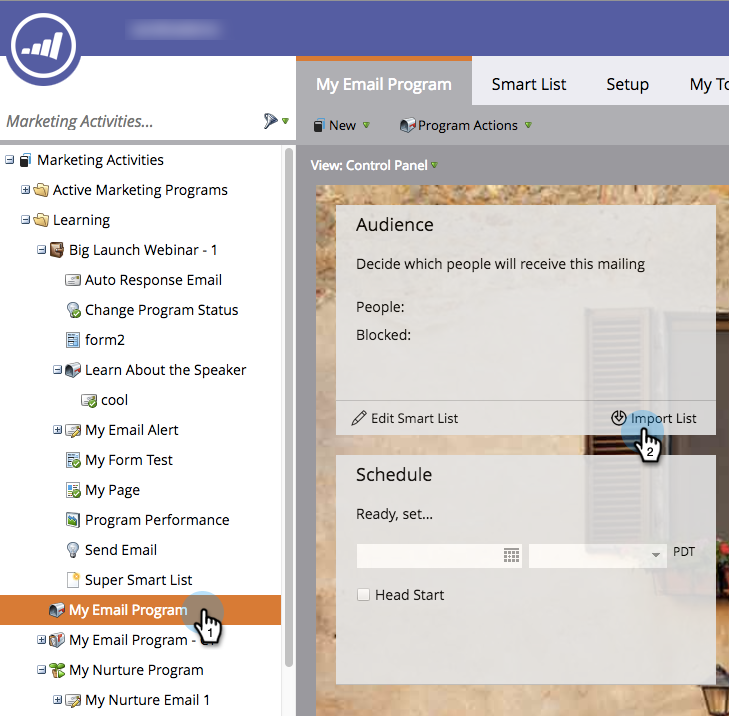 My Email Program
Smart List
Setup
My To
Marketing Activities...
New
Program Actions
View: Control Panel
Marketing Activities
Active Marketing Programs
Learning
Big Launch Webinar - 1
Auto Response Email
Change Program Status
form2
Learn About the Speaker
cool
My Email Alert
My Form Test
My Page
Program Performance
Send Email
Super Smart List
My Email Program
1
My Email Program -
My Nurture Program
My Nurture Email 1
Audience
Decide which people will receive this mailing
People:
Blocked:
Edit Smart List
Import List
2
Schedule
Ready, set...
PDT
Head Start